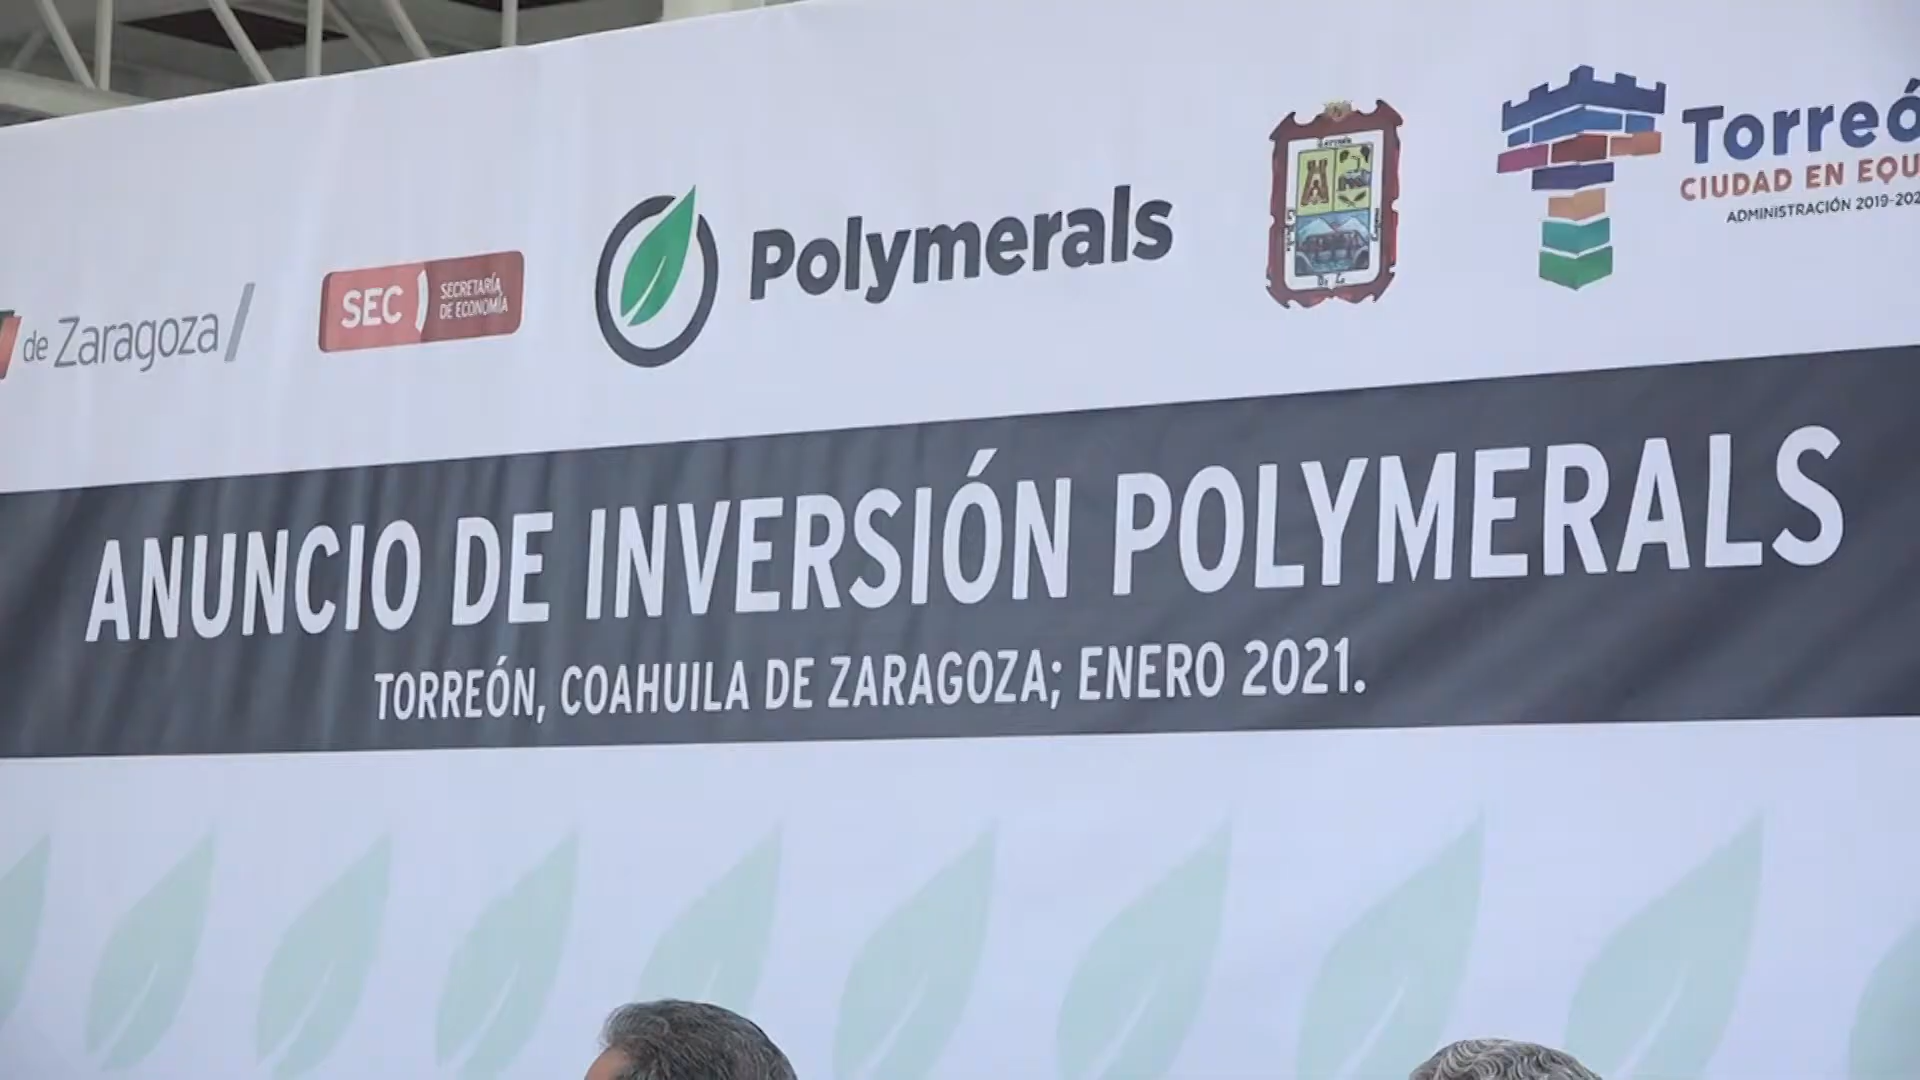 de Zaragoza
SEC
SECRETARÍA
DE ECONOMÍA
Polymerals
Torreó
CIUDAD EN EQU
ADMINISTRACIÓN 2019-202
ANUNCIO DE INVERSIÓN POLYMERALS
TORREÓN, COAHUILA DE ZARAGOZA; ENERO 2021.